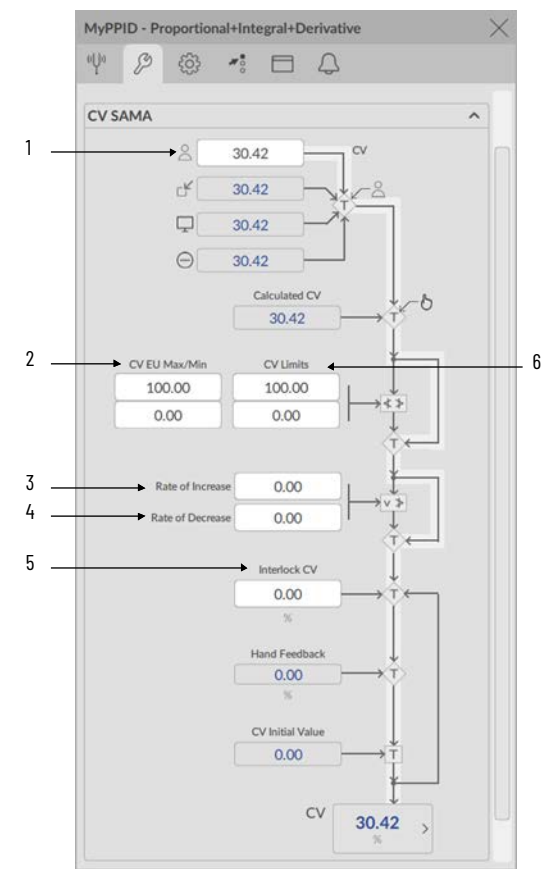 MyPPID - Proportional+Integral+Derivative
CV SAMA
1
30.42
CV
30.42
T
30.42
30.42
Calculated CV
30.42
T
2
CV EU Max/Min
CV Limits
6
100.00
100.00
0.00
0.00
T
3
Rate of Increase
0.00
4
Rate of Decrease
0.00
V
T
5
Interlock CV
0.00
T
%
Hand Feedback
0.00
T
%
CV Initial Value
0.00
T
CV
30.42
%